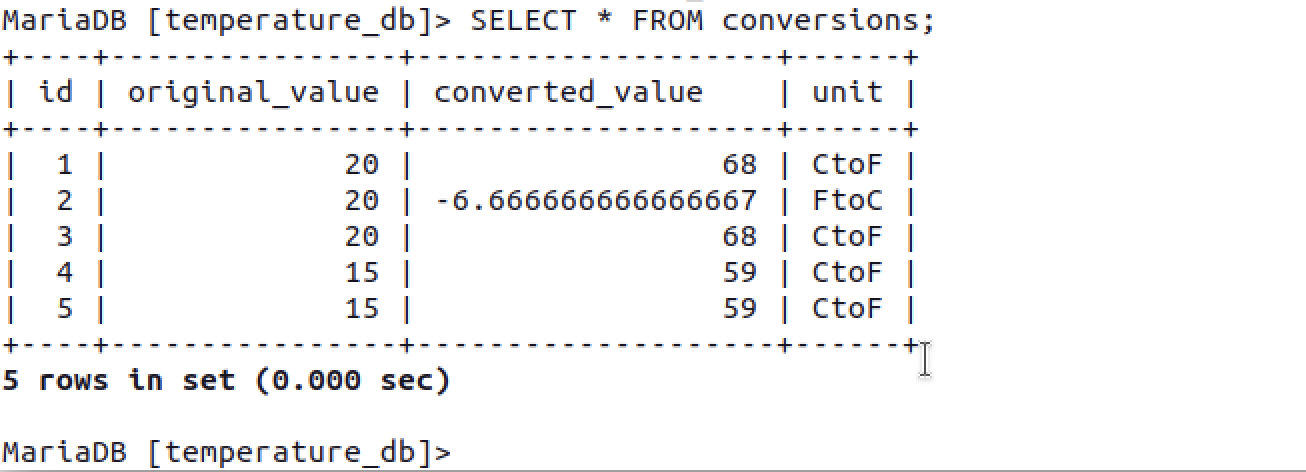 MariaDB [temperature_db]> SELECT * FROM conversions;
+----+----------------+--------------------+------+
| id | original_value | converted_value    | unit |
+----+----------------+--------------------+------+
|  1 |             20 |                 68 | CtoF |
|  2 |             20 | -6.666666666666667 | FtoC |
|  3 |             20 |                 68 | CtoF |
|  4 |             15 |                 59 | CtoF |
|  5 |             15 |                 59 | CtoF |
+----+----------------+--------------------+------+
5 rows in set (0.000 sec)
MariaDB [temperature_db]>